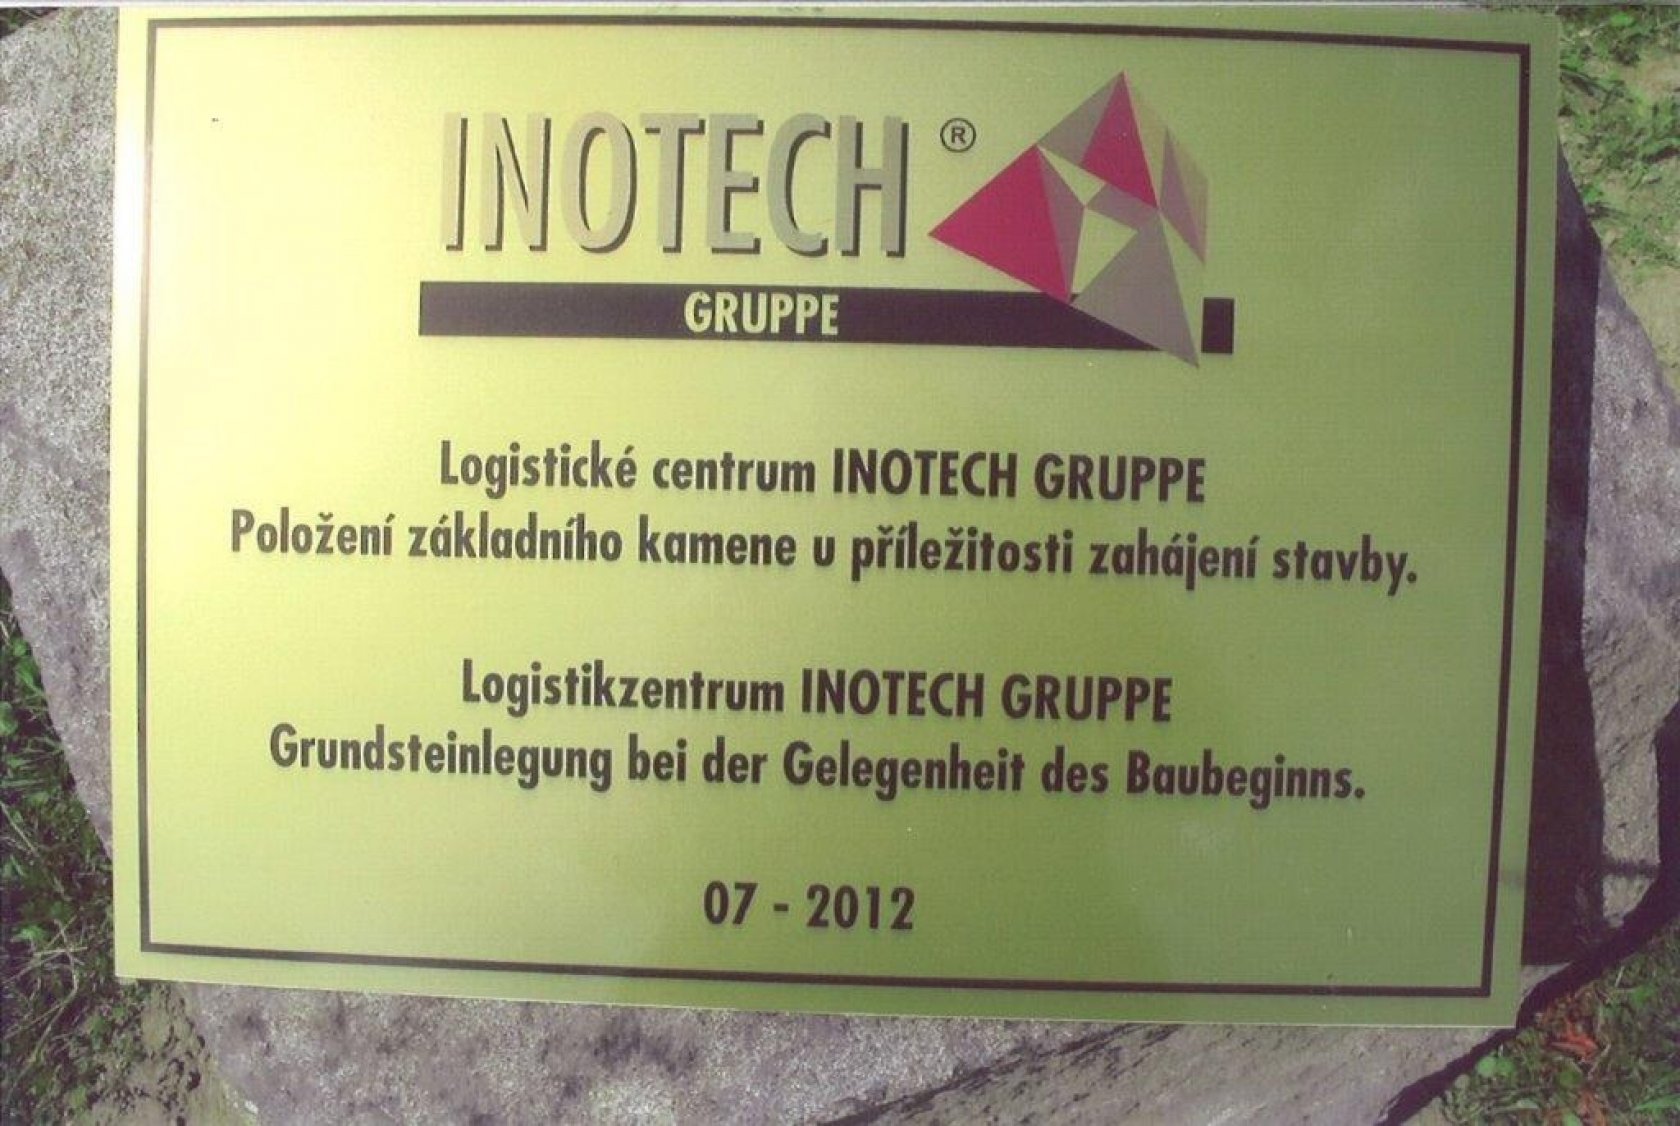 INOTECH ®
GRUPPE
Logistické centrum INOTECH GRUPPE
Položení základního kamene u příležitosti zahájení stavby.
Logistikzentrum INOTECH GRUPPE
Grundsteinlegung bei der Gelegenheit des Baubeginns.
07 - 2012